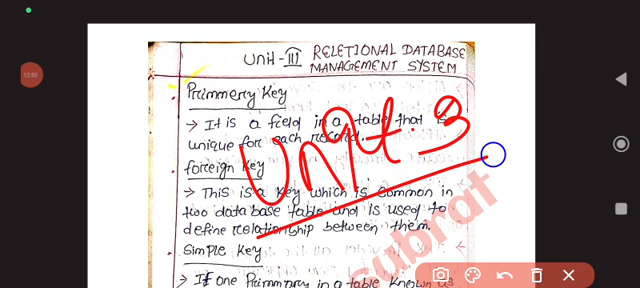 12:50
Unit-III RELETIONAL DATABASE
MANAGEMENT SYSTEM
Primmerty Key
→ It is a field in a table that is
unique for each record.
foreign Key
→ This is a key which is common in
two data base table and is used to
define relationship between them.
Simple Key
→ If one Primmary in a table known as
Unit.3
Subrat